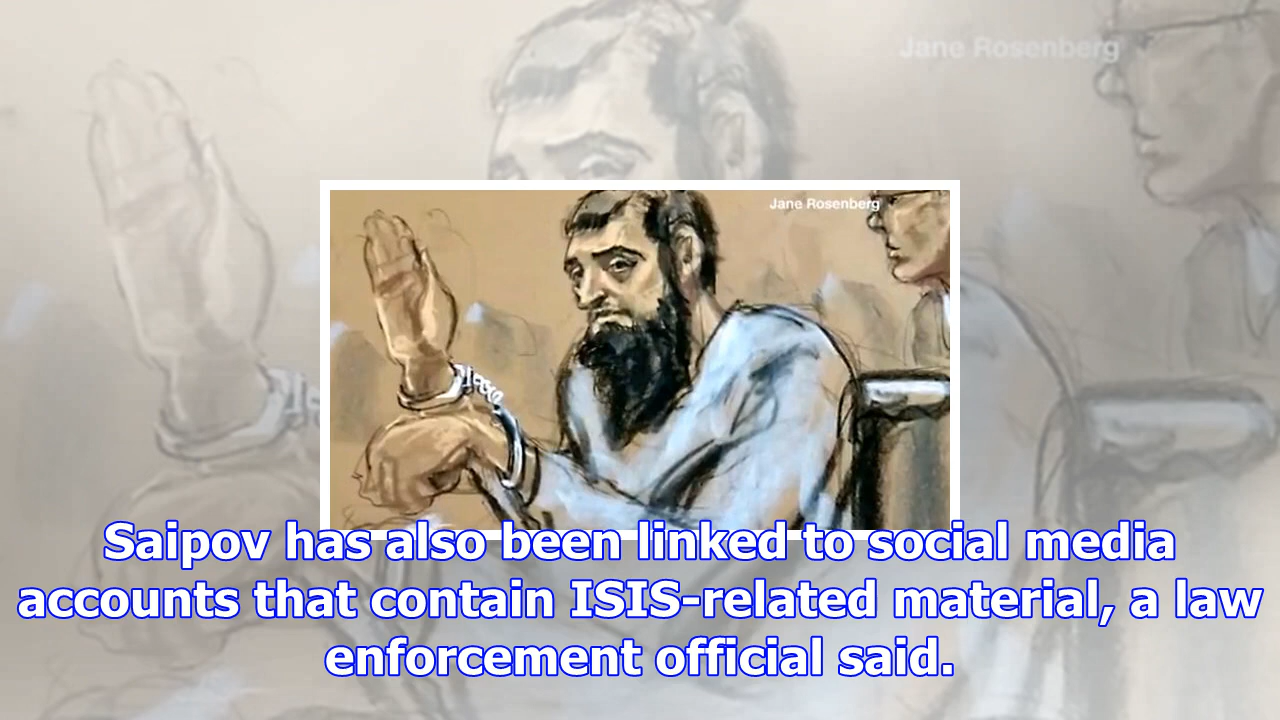 Jane Rosenberg
Jane Rosenberg
Saipov has also been linked to social media
accounts that contain ISIS-related material, a law
enforcement official said.